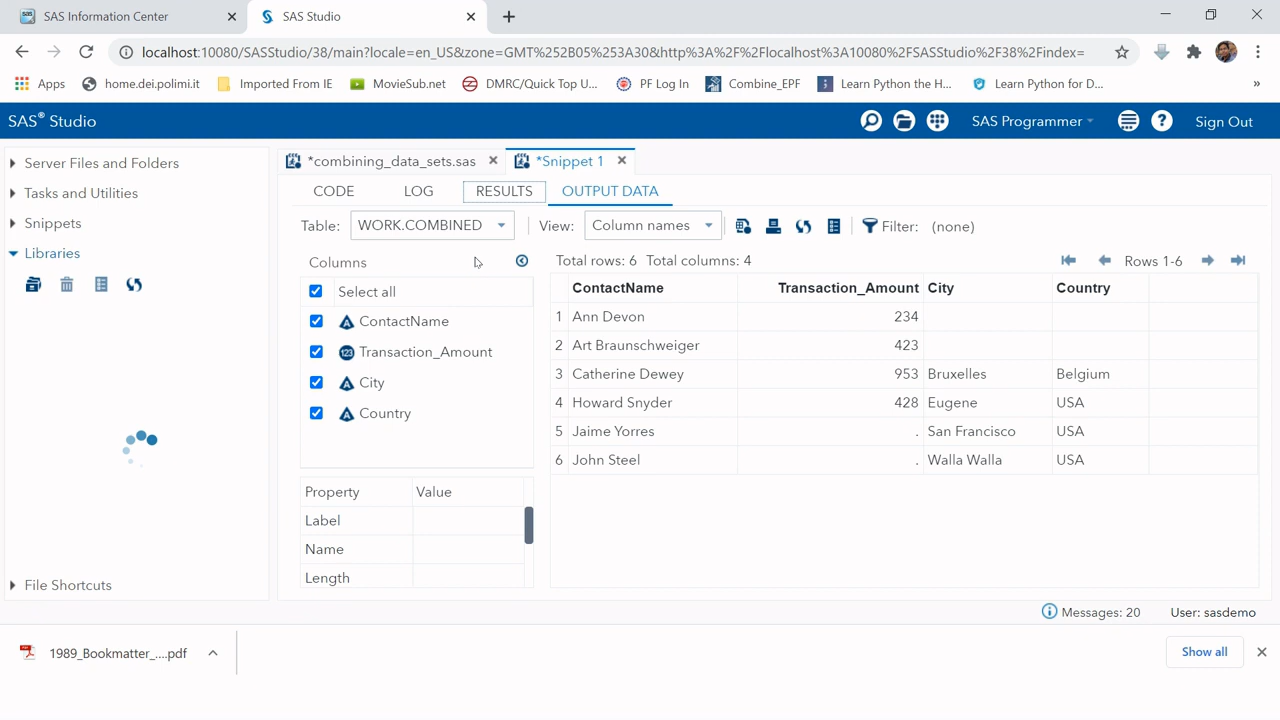 SAS Information Center
SAS Studio
localhost:10080/SASStudio/38/main?locale=en_US&zone=GMT%252B05%253A30&http%3A%2F%2Flocalhost%3A10080%2FSASStudio%2F38%2Findex=
Apps home.dei.polimi.it Imported From IE MovieSub.net DMRC/Quick Top U... PF Log In Combine_EPF Learn Python the H... Learn Python for D... »
SAS® Studio SAS Programmer Sign Out
Server Files and Folders
Tasks and Utilities
Snippets
Libraries
File Shortcuts
*combining_data_sets.sas *Snippet 1
CODE LOG RESULTS OUTPUT DATA
Table: WORK.COMBINED View: Column names Filter: (none)
Columns
Select all
ContactName
Transaction_Amount
City
Country
Property Value
Label
Name
Length
Total rows: 6 Total columns: 4 Rows 1-6
ContactName Transaction_Amount City Country
1 Ann Devon 234
2 Art Braunschweiger 423
3 Catherine Dewey 953 Bruxelles Belgium
4 Howard Snyder 428 Eugene USA
5 Jaime Yorres . San Francisco USA
6 John Steel . Walla Walla USA
Messages: 20 User: sasdemo
1989_Bookmatter_....pdf Show all